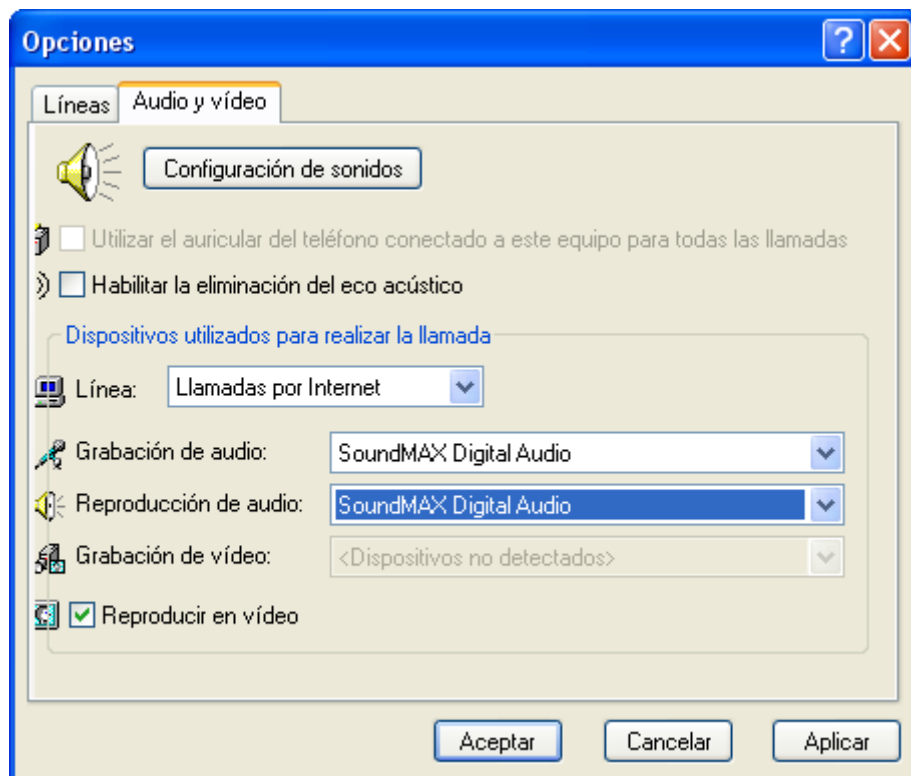 Opciones
Líneas
Audio y vídeo
Configuración de sonidos
Utilizar el auricular del teléfono conectado a este equipo para todas las llamadas
Habilitar la eliminación del eco acústico
Dispositivos utilizados para realizar la llamada
Línea: Llamadas por Internet
Grabación de audio: SoundMAX Digital Audio
Reproducción de audio: SoundMAX Digital Audio
Grabación de vídeo: <Dispositivos no detectados>
Reproducir en vídeo
Aceptar Cancelar Aplicar